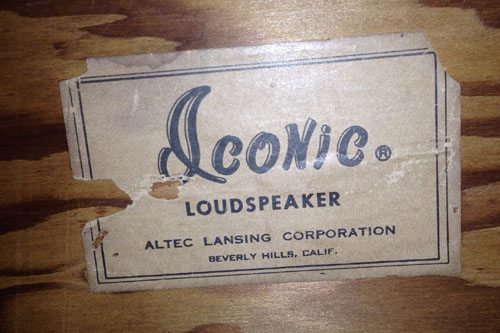 Iconic ®
LOUDSPEAKER
ALTEC LANSING CORPORATION
BEVERLY HILLS, CALIF.